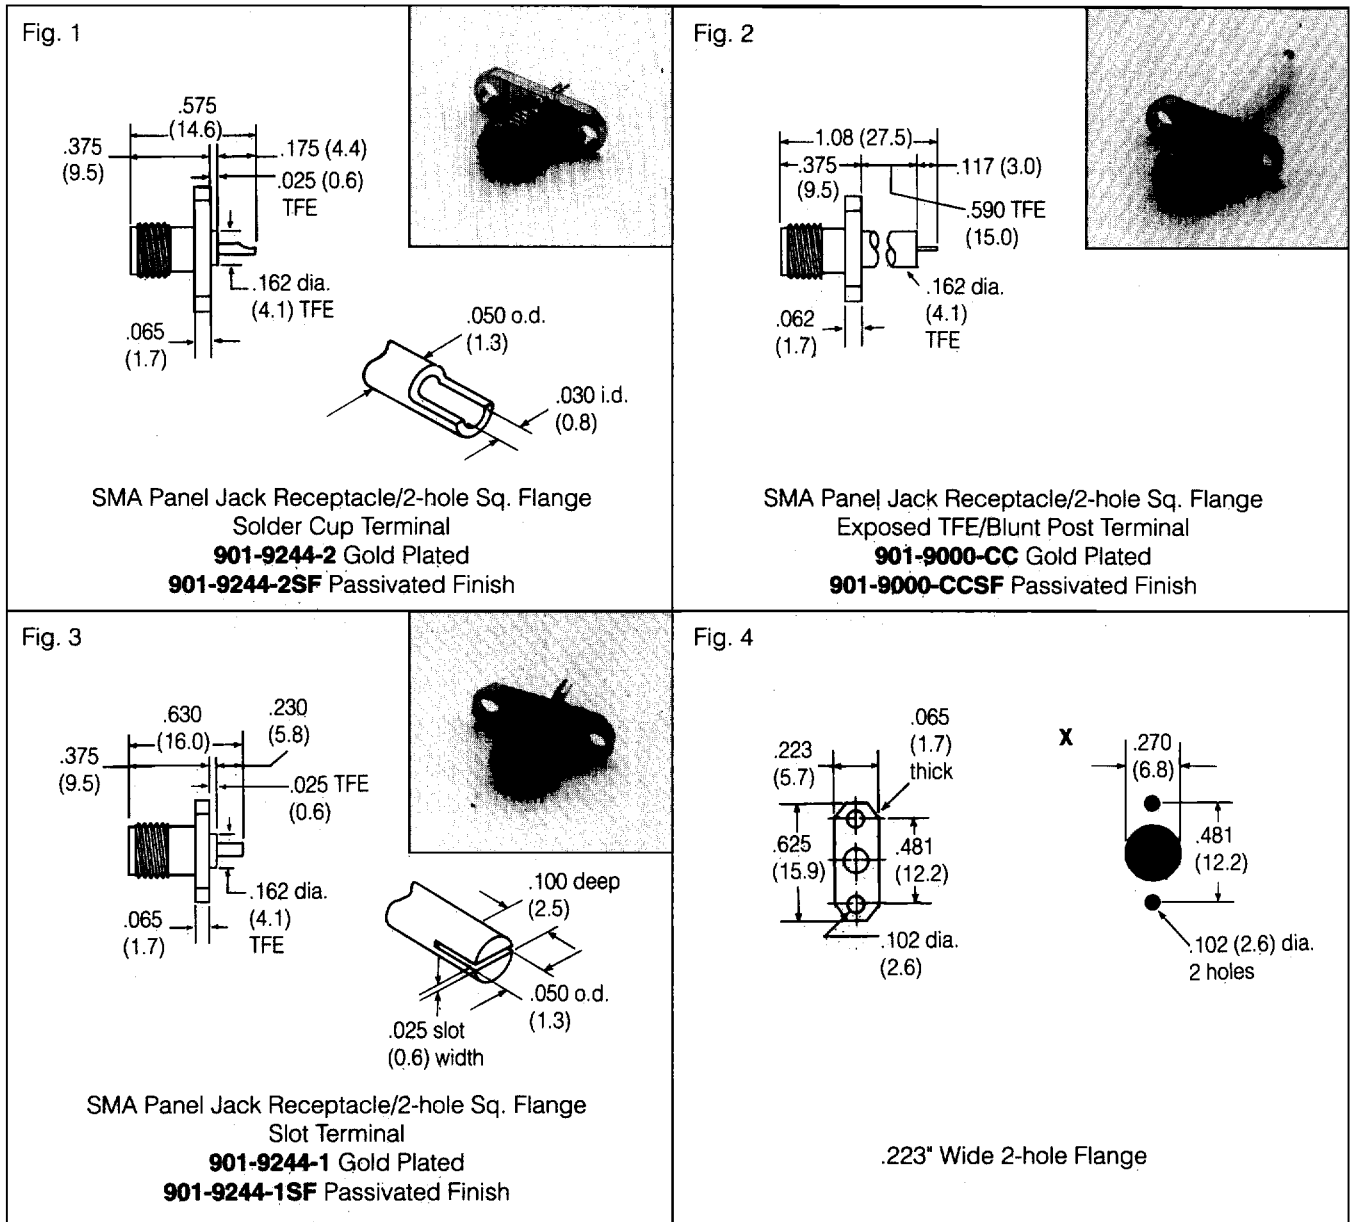 Fig. 1
.575
(14.6)
.375
(9.5)
.175 (4.4)
.025 (0.6)
TFE
.162 dia.
(4.1) TFE
.065
(1.7)
.050 o.d.
(1.3)
.030 i.d.
(0.8)
SMA Panel Jack Receptacle/2-hole Sq. Flange
Solder Cup Terminal
901-9244-2 Gold Plated
901-9244-2SF Passivated Finish
Fig. 2
1.08 (27.5)
.375
(9.5)
.117 (3.0)
.590 TFE
(15.0)
.162 dia.
(4.1)
TFE
.062
(1.7)
SMA Panel Jack Receptacle/2-hole Sq. Flange
Exposed TFE/Blunt Post Terminal
901-9000-CC Gold Plated
901-9000-CCSF Passivated Finish
Fig. 3
.630
(16.0)
.230
(5.8)
.375
(9.5)
.025 TFE
(0.6)
.162 dia.
(4.1)
TFE
.065
(1.7)
.100 deep
(2.5)
.050 o.d.
(1.3)
.025 slot
(0.6) width
SMA Panel Jack Receptacle/2-hole Sq. Flange
Slot Terminal
901-9244-1 Gold Plated
901-9244-1SF Passivated Finish
Fig. 4
.065
(1.7)
thick
.223
(5.7)
.625
(15.9)
.481
(12.2)
.102 dia.
(2.6)
X
.270
(6.8)
.481
(12.2)
.102 (2.6) dia.
2 holes
.223" Wide 2-hole Flange